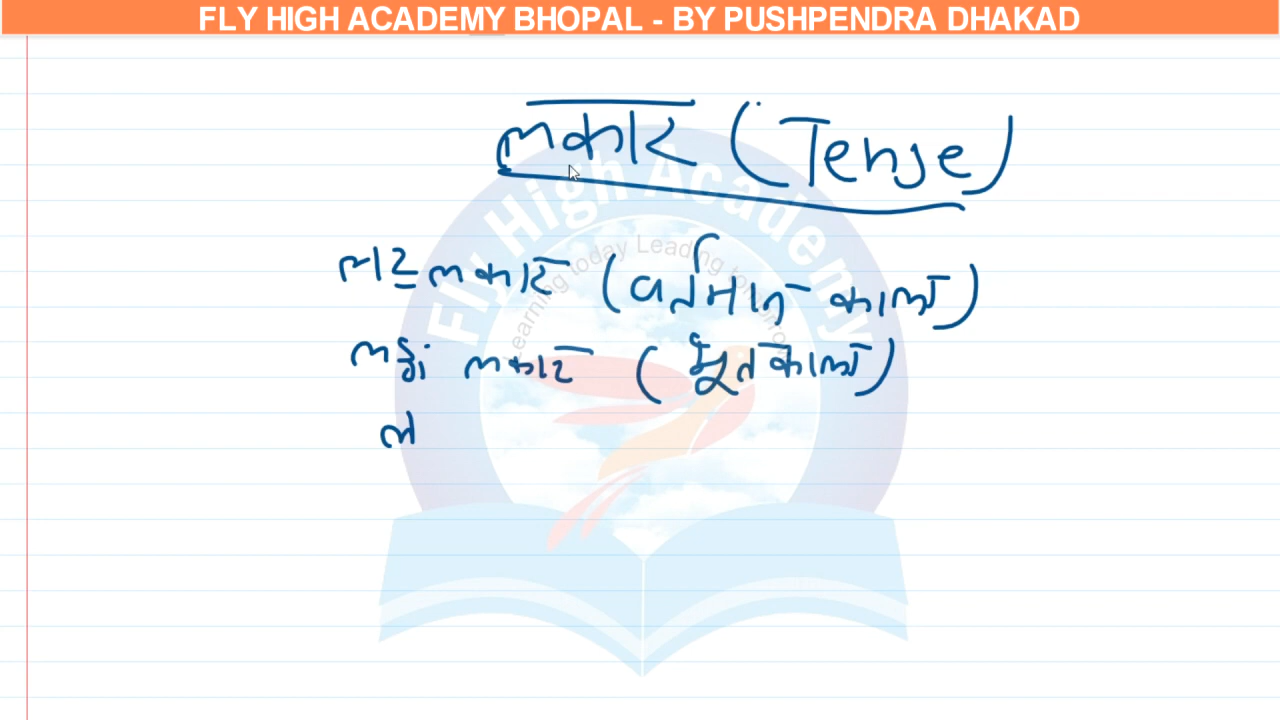 FLY HIGH ACADEMY BHOPAL - BY PUSHPENDRA DHAKAD
लकार (Tense)
लट् लकार (वर्तमान काल)
लङ् लकार (भूतकाल)
ल
Fly High Academy
Learning today Leading tomorrow